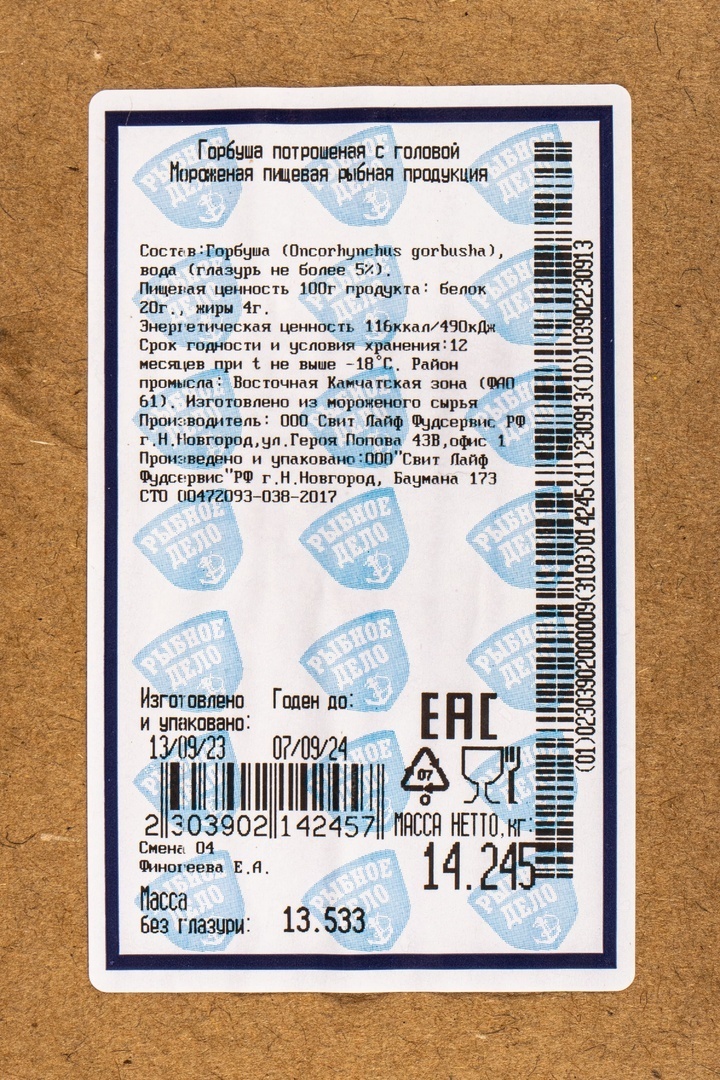 Горбуша потрошеная с головой
Мороженая пищевая рыбная продукция
Состав:Горбуша (Oncorhynchus gorbusha),
вода (глазурь не более 5%).
Пищевая ценность 100г продукта: белок
20г., жиры 4г.
Энергетическая ценность 116ккал/490кДж
Срок годности и условия хранения:12
месяцев при t не выше -18°С. Район
промысла: Восточная Камчатская зона (ФАО
61). Изготовлено из мороженого сырья
Производитель: ООО Свит Лайф Фудсервис РФ
г.Н.Новгород,ул.Героя Попова 43В,офис 1
Произведено и упаковано:ООО"Свит Лайф
Фудсервис"РФ г.Н.Новгород, Баумана 173
СТО 00472093-038-2017
(01)02303902000009(3103)014245(11)230913(10)103902230913
РЫБНОЕ
ДЕЛО
Изготовлено
и упаковано:
13/09/23
Годен до:
07/09/24
EAC
07
2 303902 142457
МАССА НЕТТО,кг:
14.245
Смена 04
Финогеева Е.А.
Масса
без глазури: 13.533